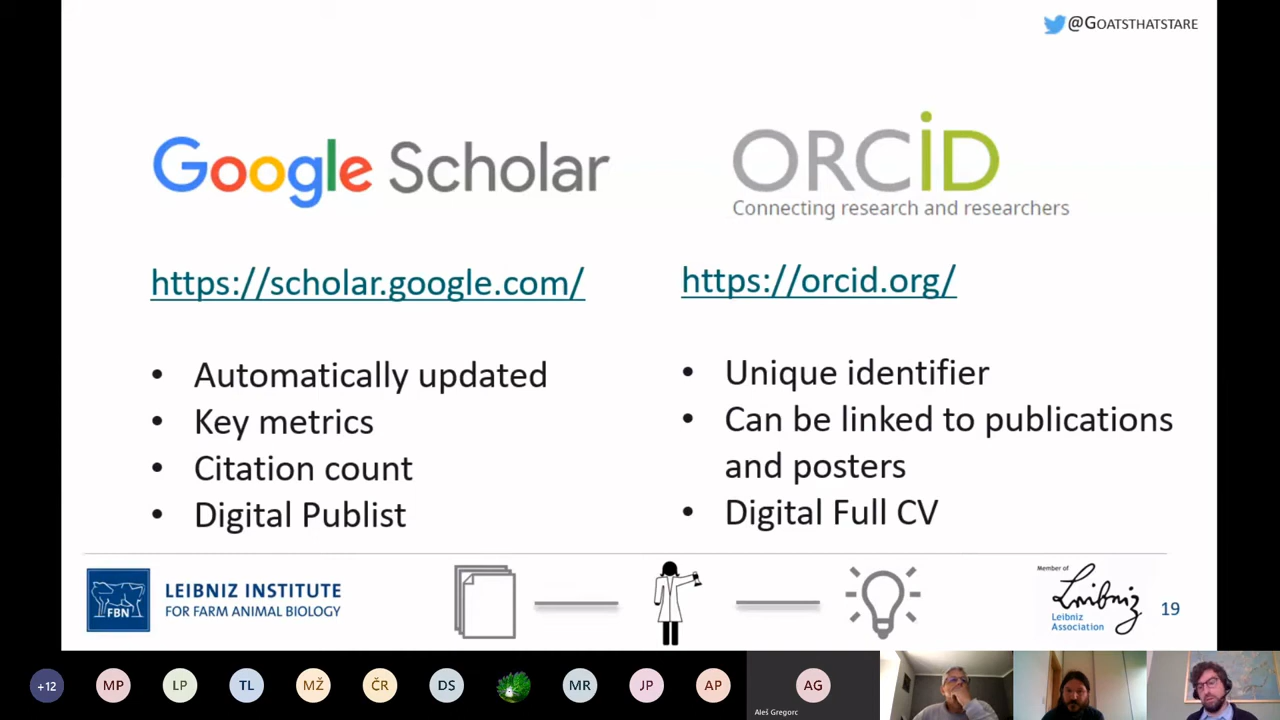 @GOATSTHATSTARE
Google Scholar
ORCID
Connecting research and researchers
https://scholar.google.com/
https://orcid.org/
• Automatically updated
• Key metrics
• Citation count
• Digital Publist
• Unique identifier
• Can be linked to publications
and posters
• Digital Full CV
FBN
LEIBNIZ INSTITUTE
FOR FARM ANIMAL BIOLOGY
Member of
Leibniz
Leibniz
Association
19
+12
MP
LP
TL
MŽ
ČR
DS
MR
JP
AP
AG
Aleš Gregorc